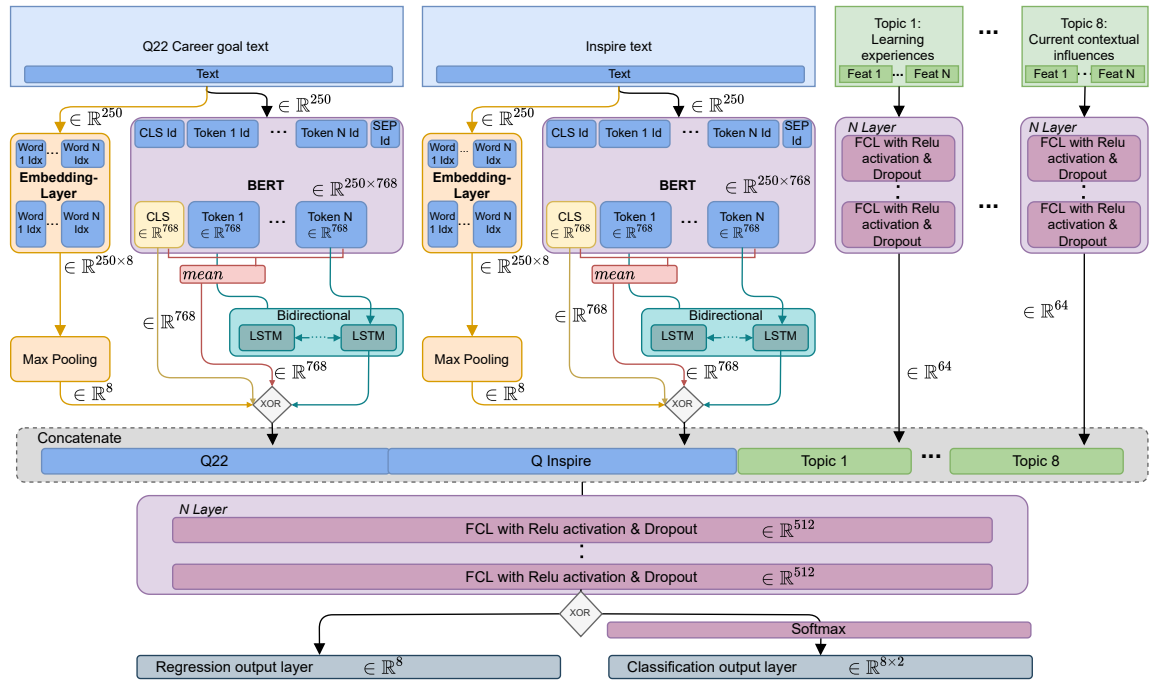 Q22 Career goal text
Text
Inspire text
Text
Topic 1:
Learning
experiences
Feat 1 ... Feat N
...
Topic 8:
Current contextual
influences
Feat 1 ... Feat N
∈ ℝ^250
∈ ℝ^250
Word 1 Idx ... Word N Idx
Embedding-
Layer
Word 1 Idx ... Word N Idx
CLS Id Token 1 Id ... Token N Id SEP Id
BERT ∈ ℝ^250×768
CLS ∈ ℝ^768 Token 1 ∈ ℝ^768 ... Token N ∈ ℝ^768
∈ ℝ^250×8
mean
∈ ℝ^768
Bidirectional
LSTM LSTM
Max Pooling
∈ ℝ^768
∈ ℝ^8
XOR
∈ ℝ^250
∈ ℝ^250
Word 1 Idx ... Word N Idx
Embedding-
Layer
Word 1 Idx ... Word N Idx
CLS Id Token 1 Id ... Token N Id SEP Id
BERT ∈ ℝ^250×768
CLS ∈ ℝ^768 Token 1 ∈ ℝ^768 ... Token N ∈ ℝ^768
∈ ℝ^250×8
mean
∈ ℝ^768
Bidirectional
LSTM LSTM
Max Pooling
∈ ℝ^768
∈ ℝ^8
XOR
N Layer
FCL with Relu
activation &
Dropout
FCL with Relu
activation
& Dropout
∈ ℝ^64
...
N Layer
FCL with Relu
activation &
Dropout
FCL with Relu
activation
& Dropout
∈ ℝ^64
Concatenate
Q22 Q Inspire Topic 1 ... Topic 8
N Layer
FCL with Relu activation & Dropout ∈ ℝ^512
FCL with Relu activation & Dropout ∈ ℝ^512
XOR
Softmax
Regression output layer ∈ ℝ^8
Classification output layer ∈ ℝ^8×2